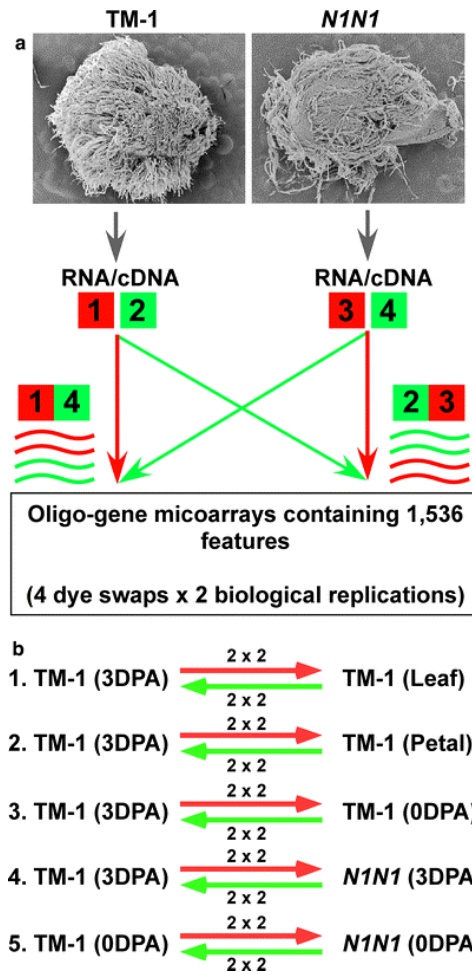 TM-1 N1N1
a
RNA/cDNA RNA/cDNA
1 2 3 4
1 4 2 3
Oligo-gene micoarrays containing 1,536
features
(4 dye swaps x 2 biological replications)
b
2 x 2
1. TM-1 (3DPA) TM-1 (Leaf)
2 x 2
2 x 2
2. TM-1 (3DPA) TM-1 (Petal)
2 x 2
2 x 2
3. TM-1 (3DPA) TM-1 (0DPA)
2 x 2
2 x 2
4. TM-1 (3DPA) N1N1 (3DPA
2 x 2
2 x 2
5. TM-1 (0DPA) N1N1 (0DPA
2 x 2